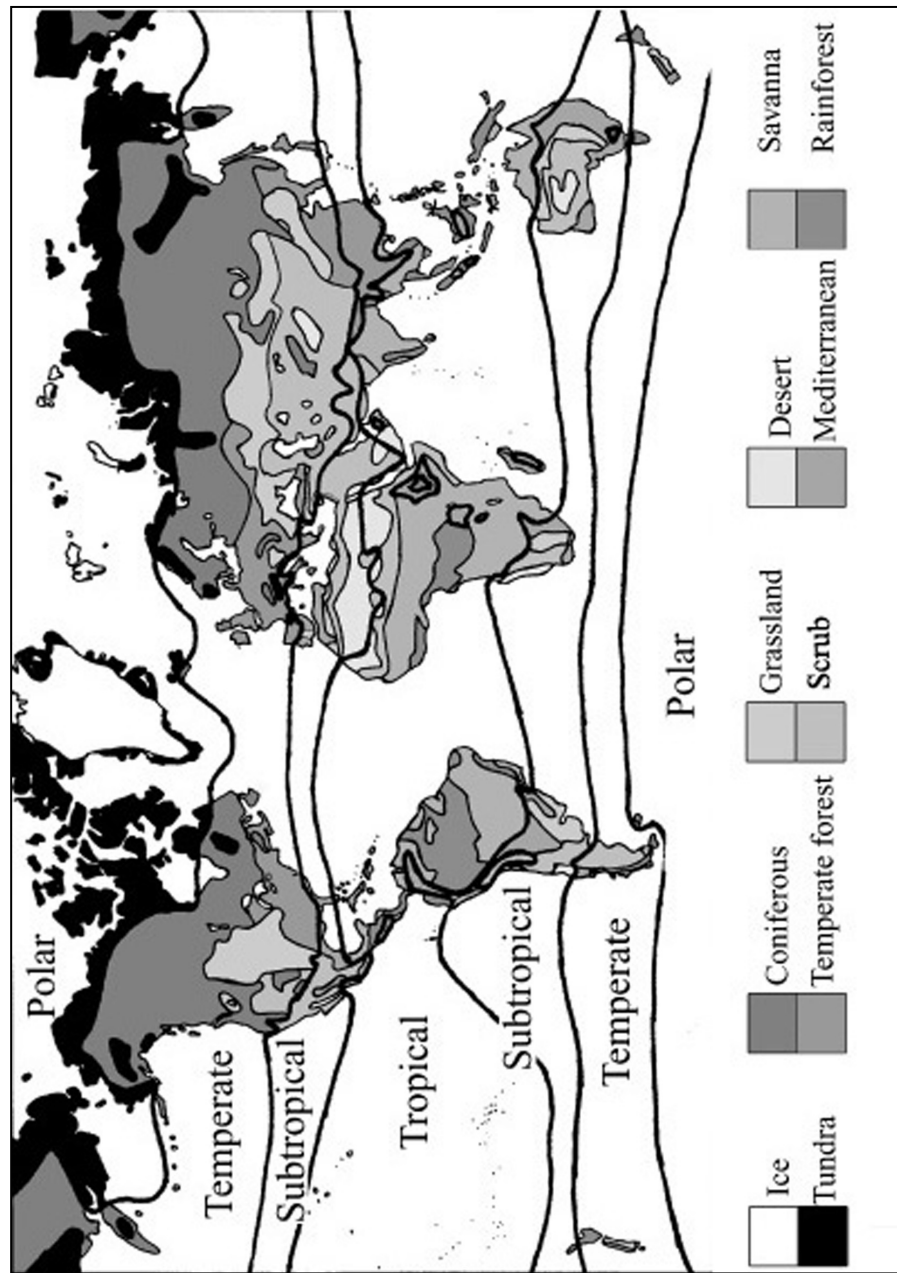 Polar
Temperate
Subtropical
Tropical
Subtropical
Temperate
Polar
Ice
Tundra
Coniferous
Temperate forest
Grassland
Scrub
Desert
Mediterranean
Savanna
Rainforest